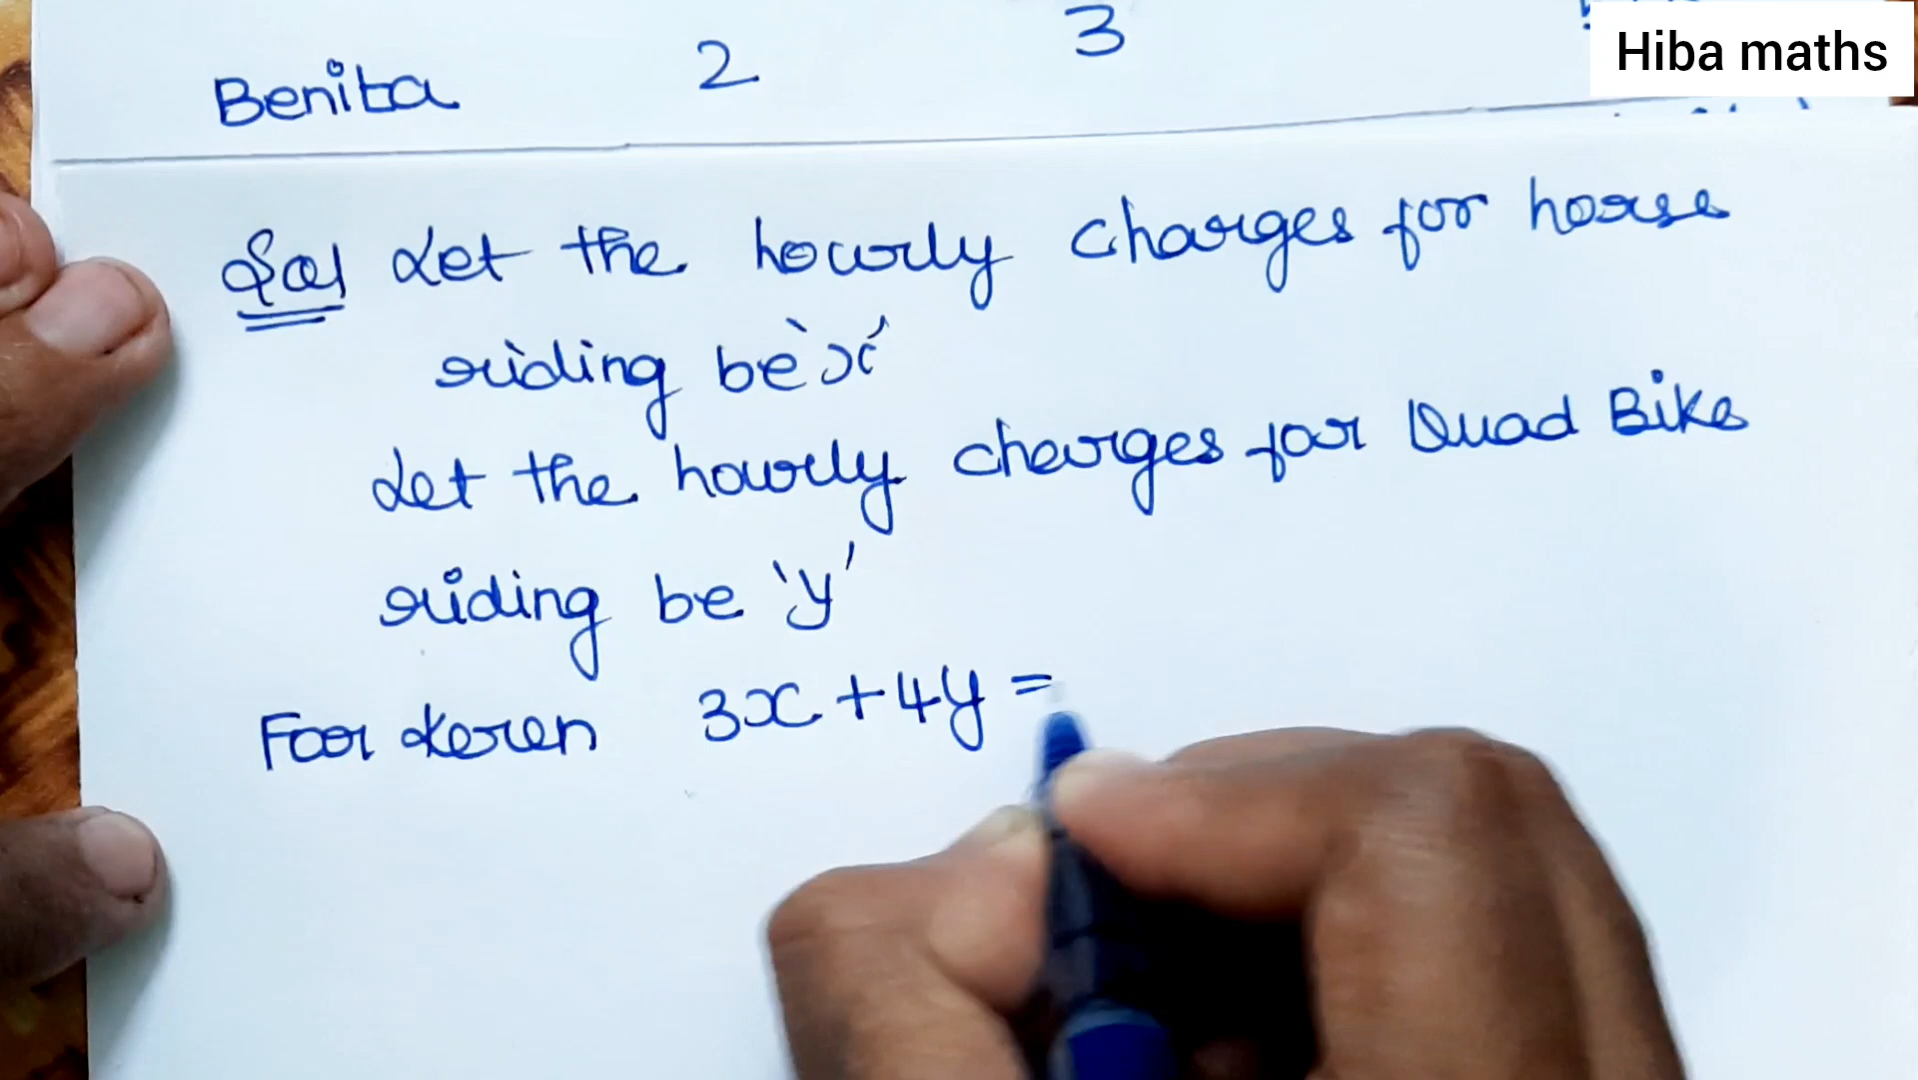 Hiba maths
Benita 2 3
Sol Let the hourly charges for horse
riding be 'x'
Let the hourly charges for Quad Bike
riding be 'y'
For Keren 3x + 4y =